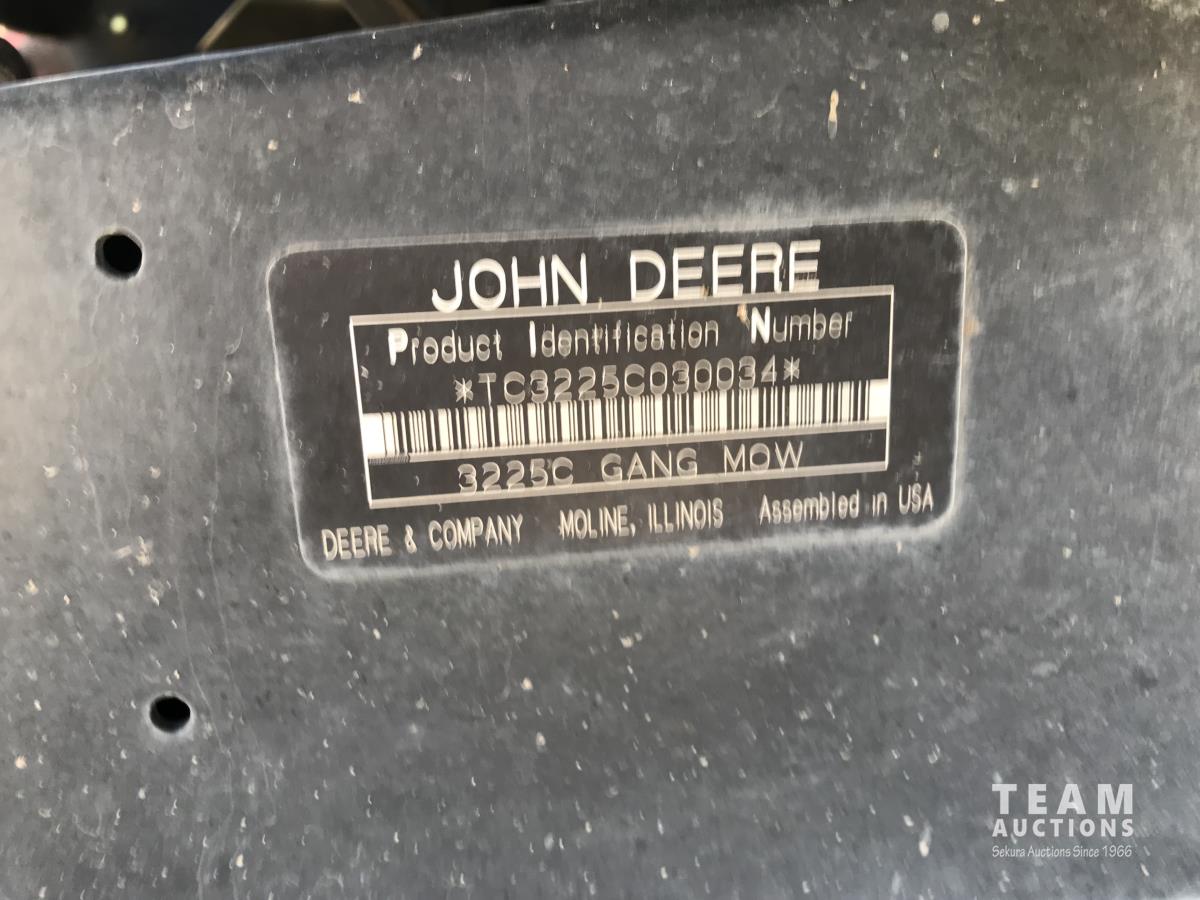 JOHN DEERE
Product Identification Number
*TC3225C030034*
3225C GANG MOW
DEERE & COMPANY MOLINE, ILLINOIS Assembled in USA
TEAM
AUCTIONS
Sekura Auctions Since 1966